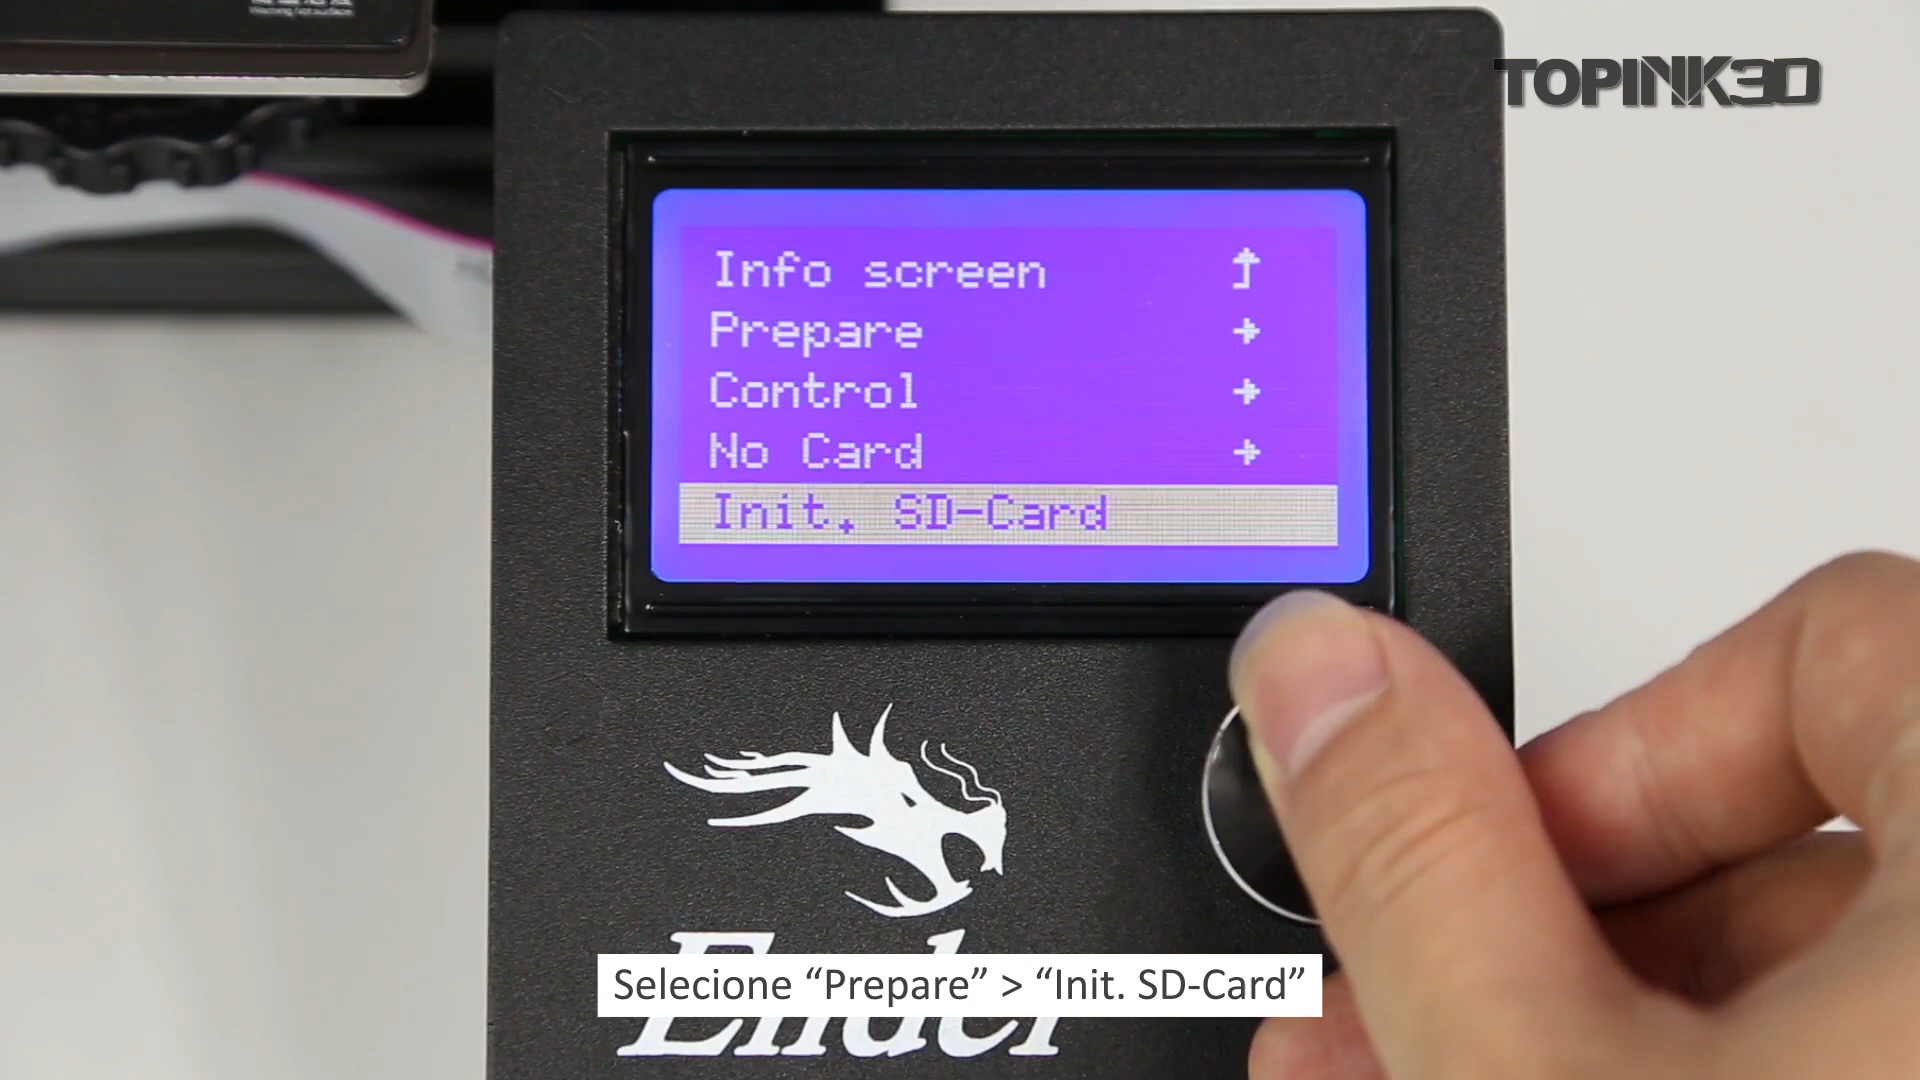 TOPINK3D
Info screen
Prepare
Control
No Card
Init. SD-Card
Ender
Selecione “Prepare” > “Init. SD-Card”